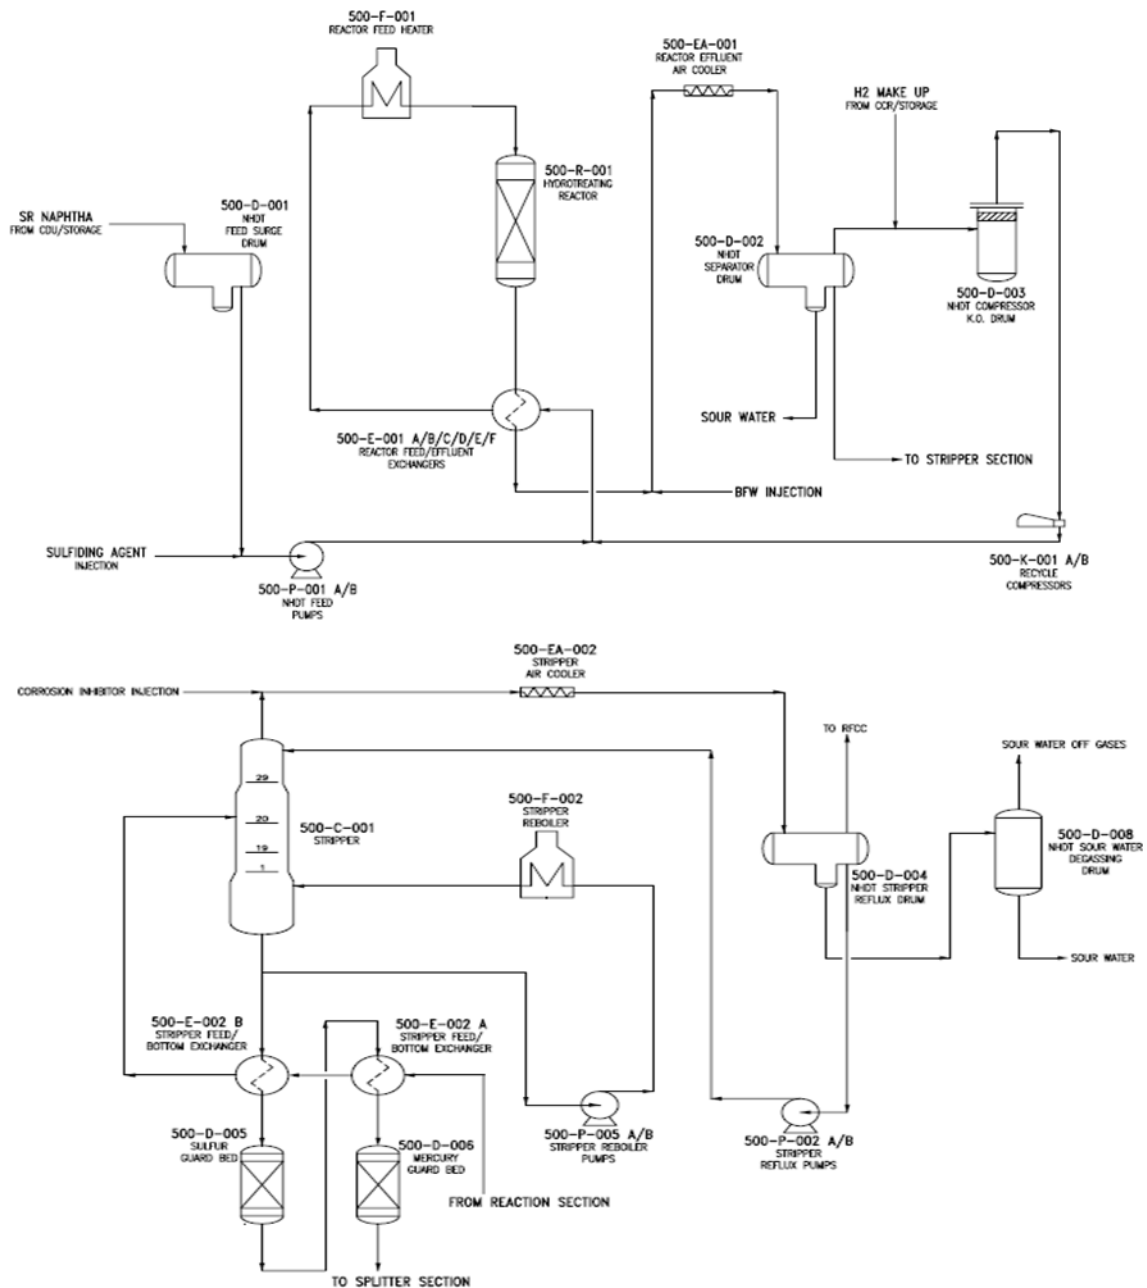 500-F-001
REACTOR FEED HEATER
500-EA-001
REACTOR EFFLUENT
AIR COOLER
H2 MAKE UP
FROM CCR/STORAGE
500-R-001
HYDROTREATING
REACTOR
500-D-001
NHDT
FEED SURGE
DRUM
SR NAPHTHA
FROM CDU/STORAGE
500-D-002
NHDT
SEPARATOR
DRUM
500-D-003
NHDT COMPRESSOR
K.O. DRUM
SOUR WATER
500-E-001 A/B/C/D/E/F
REACTOR FEED/EFFLUENT
EXCHANGERS
TO STRIPPER SECTION
BFW INJECTION
SULFIDING AGENT
INJECTION
500-P-001 A/B
NHDT FEED
PUMPS
500-K-001 A/B
RECYCLE
COMPRESSORS
500-EA-002
STRIPPER
AIR COOLER
CORROSION INHIBITOR INJECTION
TO RFCC
SOUR WATER OFF GASES
29
20
19
1
500-C-001
STRIPPER
500-F-002
STRIPPER
REBOILER
500-D-004
NHDT STRIPPER
REFLUX DRUM
500-D-008
NHDT SOUR WATER
DEGASSING
DRUM
SOUR WATER
500-E-002 B
STRIPPER FEED/
BOTTOM EXCHANGER
500-E-002 A
STRIPPER FEED/
BOTTOM EXCHANGER
500-D-005
SULFUR
GUARD BED
500-D-006
MERCURY
GUARD BED
500-P-005 A/B
STRIPPER REBOILER
PUMPS
500-P-002 A/B
STRIPPER
REFLUX PUMPS
FROM REACTION SECTION
TO SPLITTER SECTION